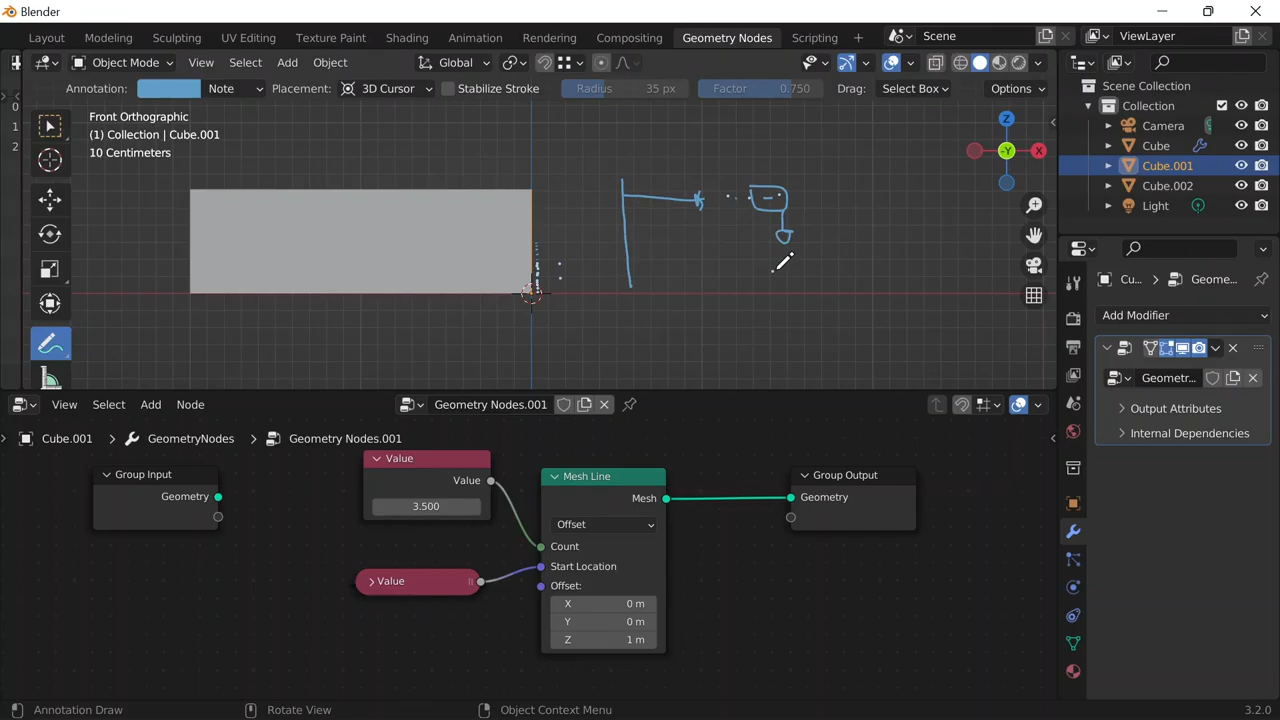 Blender
Layout Modeling Sculpting UV Editing Texture Paint Shading Animation Rendering Compositing Geometry Nodes Scripting + Scene ViewLayer
Object Mode View Select Add Object Global
Annotation: Note Placement: 3D Cursor Stabilize Stroke Radius 35 px Factor 0.750 Drag: Select Box Options
0
1
2
Front Orthographic
(1) Collection | Cube.001
10 Centimeters
Z
-Y
X
Scene Collection
Collection
Camera
Cube
Cube.001
Cube.002
Light
Cu... Geome...
Add Modifier
Geometr...
Output Attributes
Internal Dependencies
View Select Add Node Geometry Nodes.001
Cube.001 GeometryNodes Geometry Nodes.001
Group Input
Geometry
Value
Value
3.500
Value
Mesh Line
Mesh
Offset
Count
Start Location
Offset:
X 0 m
Y 0 m
Z 1 m
Group Output
Geometry
Annotation Draw Rotate View Object Context Menu 3.2.0